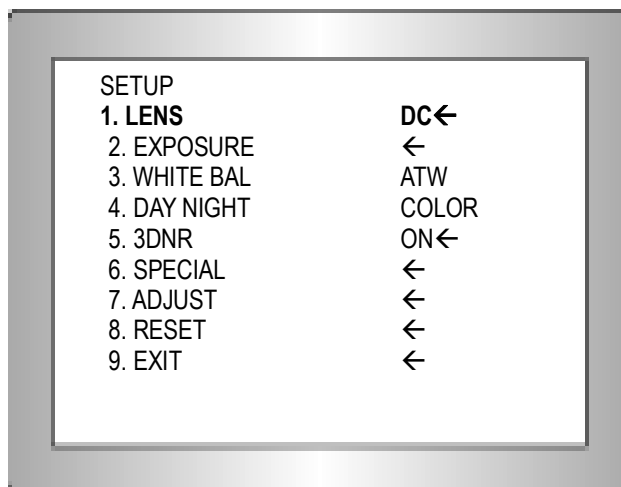 SETUP
1. LENS DC←
2. EXPOSURE ←
3. WHITE BAL ATW
4. DAY NIGHT COLOR
5. 3DNR ON←
6. SPECIAL ←
7. ADJUST ←
8. RESET ←
9. EXIT ←